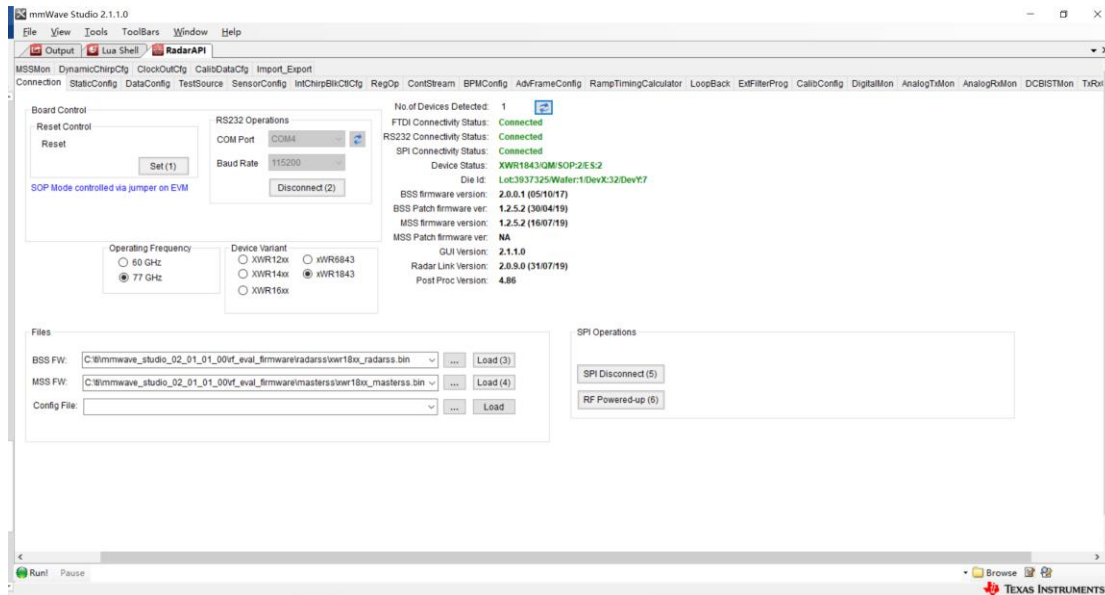 mmWave Studio 2.1.1.0
File View Tools ToolBars Window Help
Output Lua Shell RadarAPI
MSSMon DynamicChirpCfg ClockOutCfg CalibDataCfg Import_Export
Connection StaticConfig DataConfig TestSource SensorConfig IntChirpBlkCtlCfg RegOp ContStream BPMConfig AdvFrameConfig RampTimingCalculator LoopBack ExtFilterProg CalibConfig DigitalMon AnalogTxMon AnalogRxMon DCBISTMon TxRx
Board Control
Reset Control
Reset
Set (1)
SOP Mode controlled via jumper on EVM
RS232 Operations
COM Port COM4
Baud Rate 115200
Disconnect (2)
No.of Devices Detected: 1
FTDI Connectivity Status: Connected
RS232 Connectivity Status: Connected
SPI Connectivity Status: Connected
Device Status: XWR1843/QM/SOP:2/ES:2
Die Id: Lot:3937325/Wafer:1/DevX:32/DevY:7
BSS firmware version: 2.0.0.1 (05/10/17)
BSS Patch firmware ver: 1.2.5.2 (30/04/19)
MSS firmware version: 1.2.5.2 (16/07/19)
MSS Patch firmware ver: NA
GUI Version: 2.1.1.0
Radar Link Version: 2.0.9.0 (31/07/19)
Post Proc Version: 4.86
Operating Frequency
60 GHz
77 GHz
Device Variant
XWR12xx xWR6843
XWR14xx xWR1843
XWR16xx
Files
BSS FW: C:\ti\mmwave_studio_02_01_01_00\rf_eval_firmware\radarss\xwr18xx_radarss.bin ... Load (3)
MSS FW: C:\ti\mmwave_studio_02_01_01_00\rf_eval_firmware\masterss\xwr18xx_masterss.bin ... Load (4)
Config File: ... Load
SPI Operations
SPI Disconnect (5)
RF Powered-up (6)
Run! Pause
Browse
TEXAS INSTRUMENTS